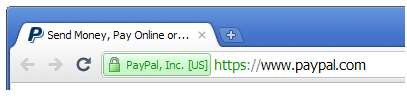 Send Money, Pay Online or...
PayPal, Inc. [US] https://www.paypal.com